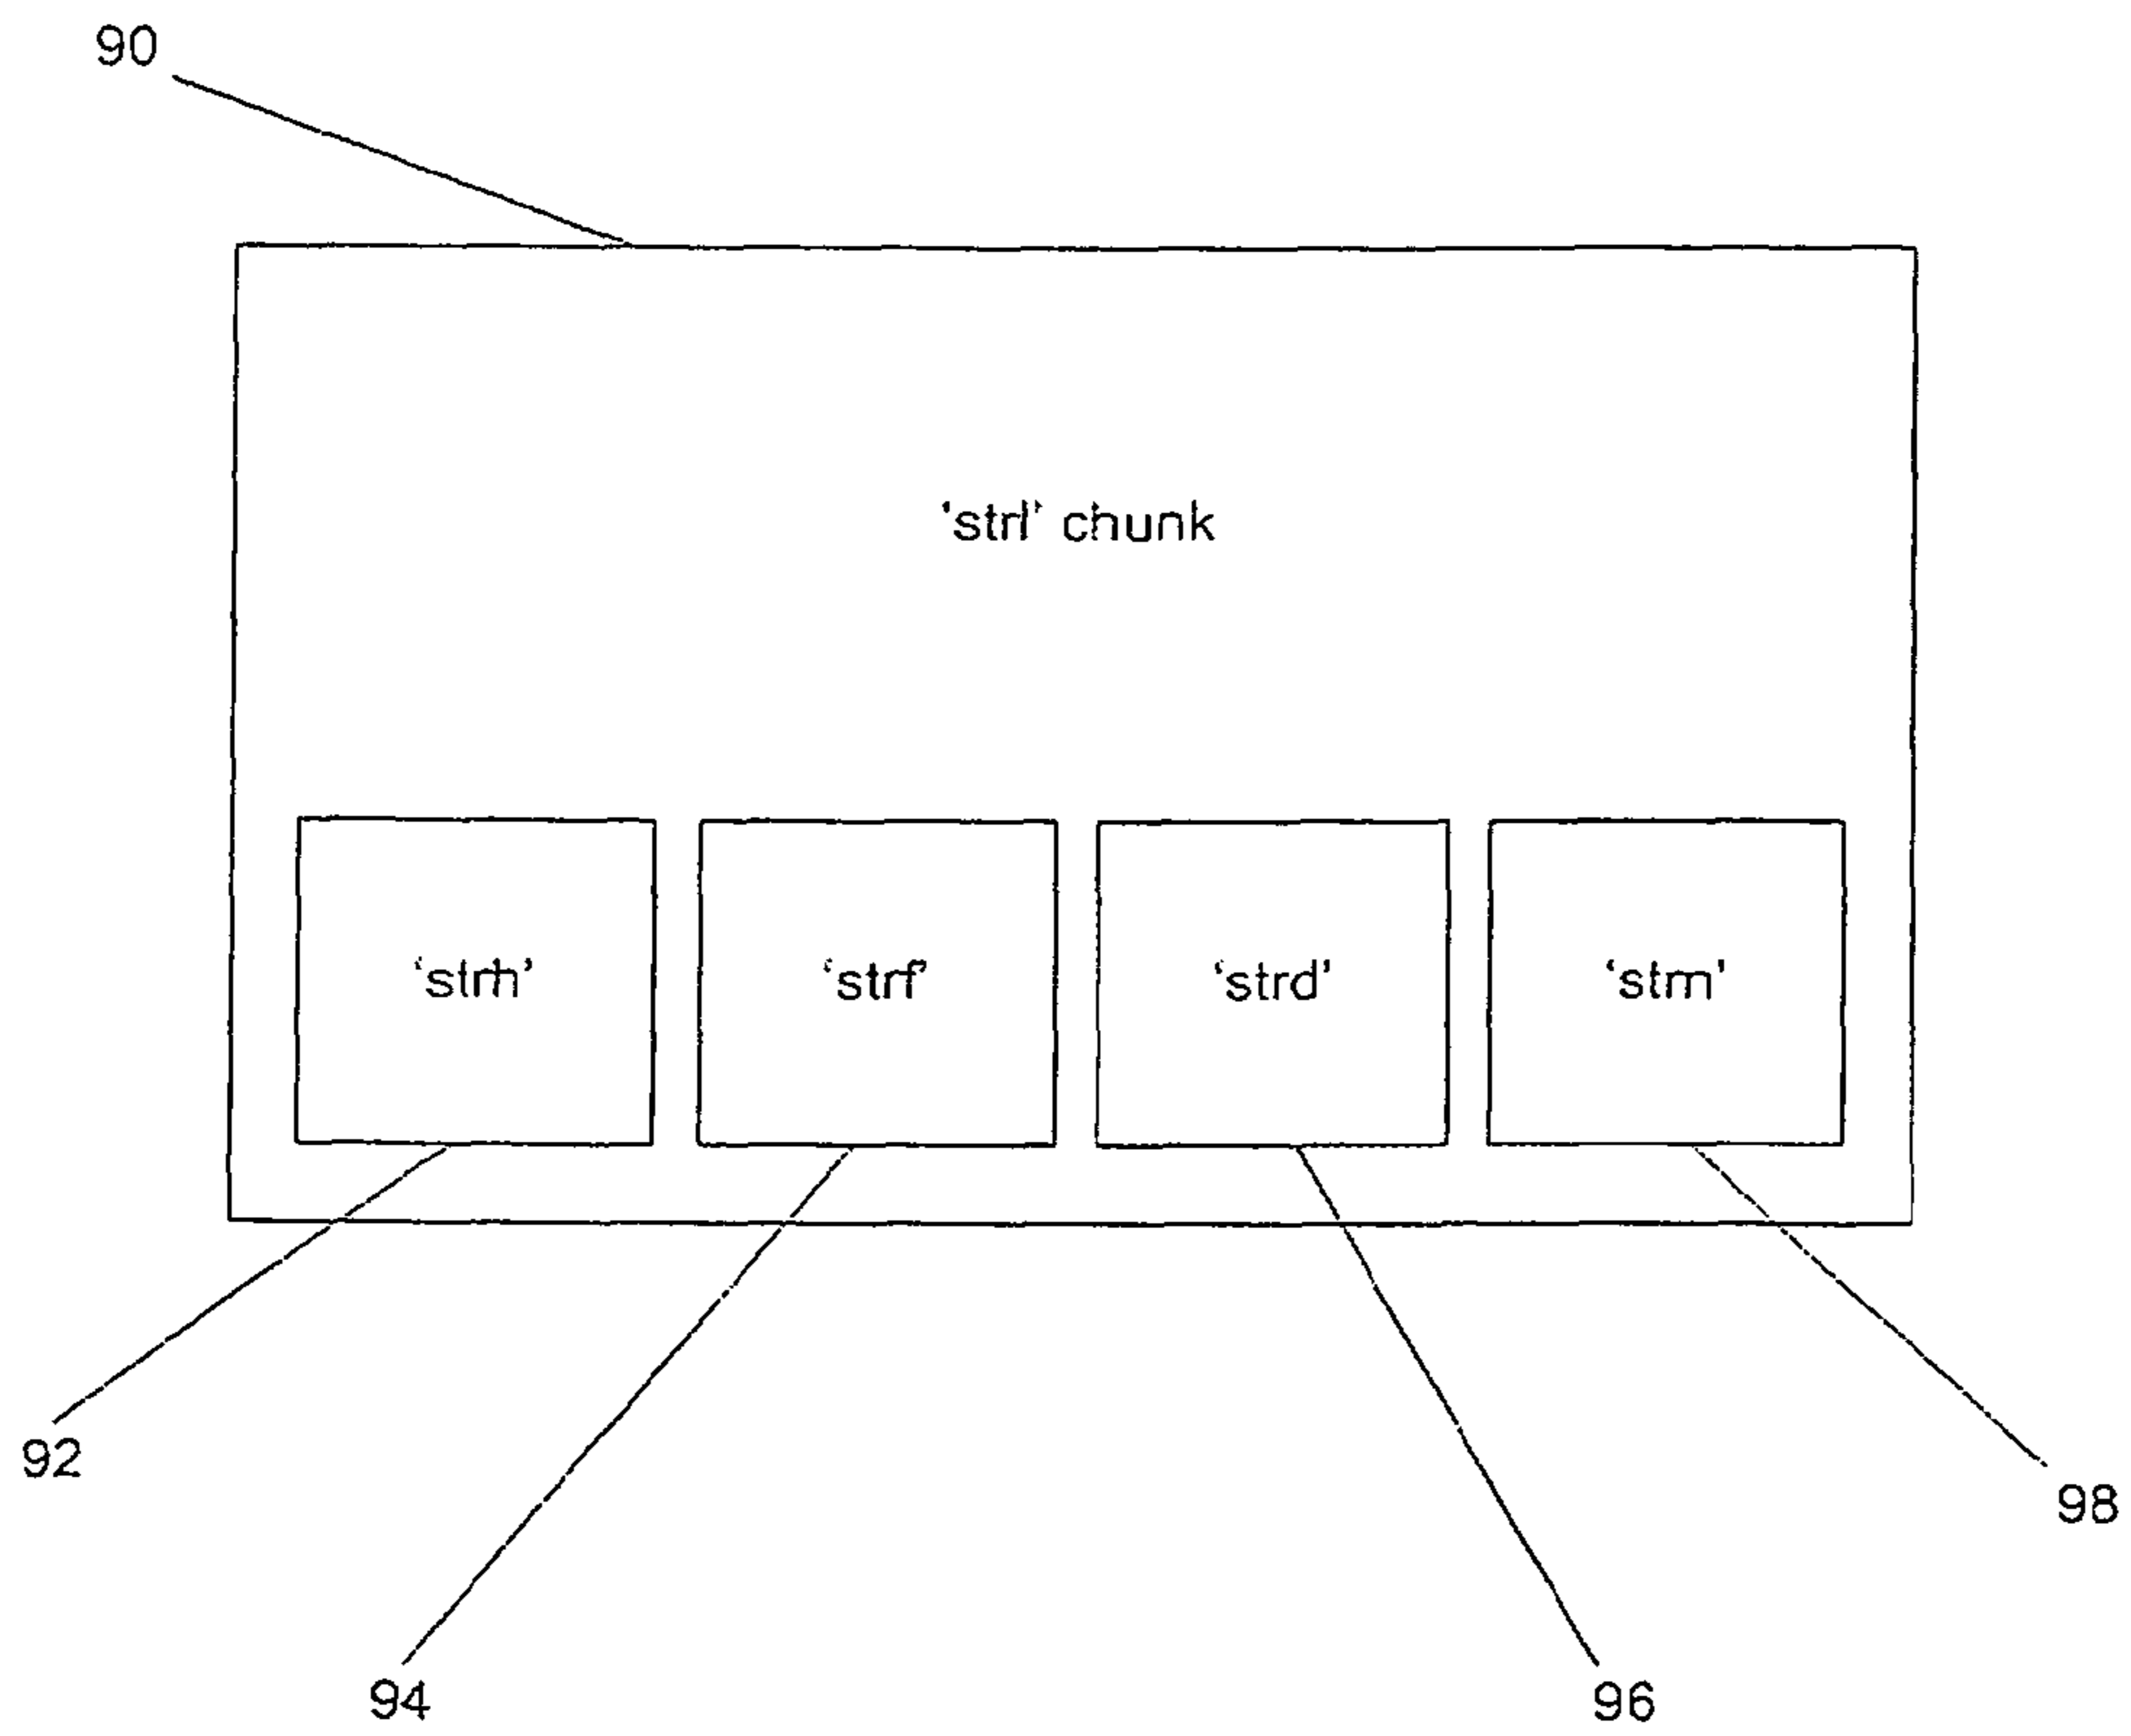 90
‘strl’ chunk
‘strh’ ‘strf’ ‘strd’ ‘strn’
92
98
94
96